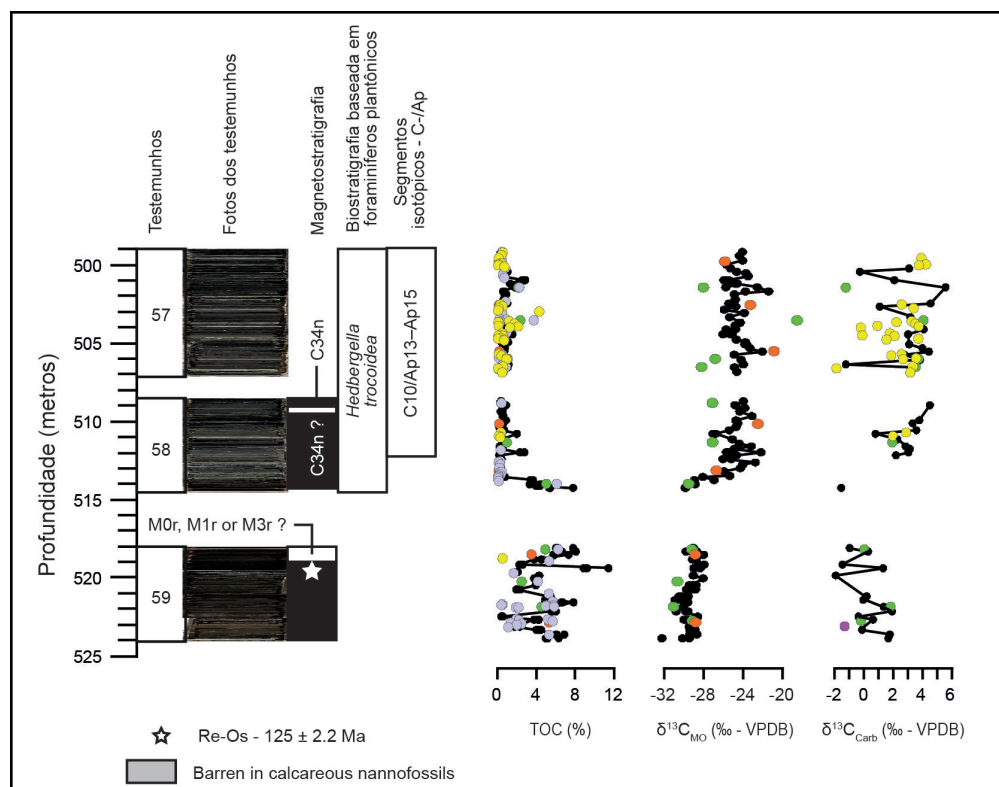 Testemunhos
Fotos dos testemunhos
Magnetostratigrafia
Biostratigrafia baseada em
foraminíferos plantônicos
Segmentos
isotópicos - C-/Ap
Profundidade (metros)
500
505
510
515
520
525
57
58
59
C34n
C34n ?
M0r, M1r or M3r ?
Hedbergella
trocoidea
C10/Ap13–Ap15
0 4 8 12
TOC (%)
-32 -28 -24 -20
δ¹³C_MO (‰ - VPDB)
-2 0 2 4 6
δ¹³C_Carb (‰ - VPDB)
Re-Os - 125 ± 2.2 Ma
Barren in calcareous nannofossils